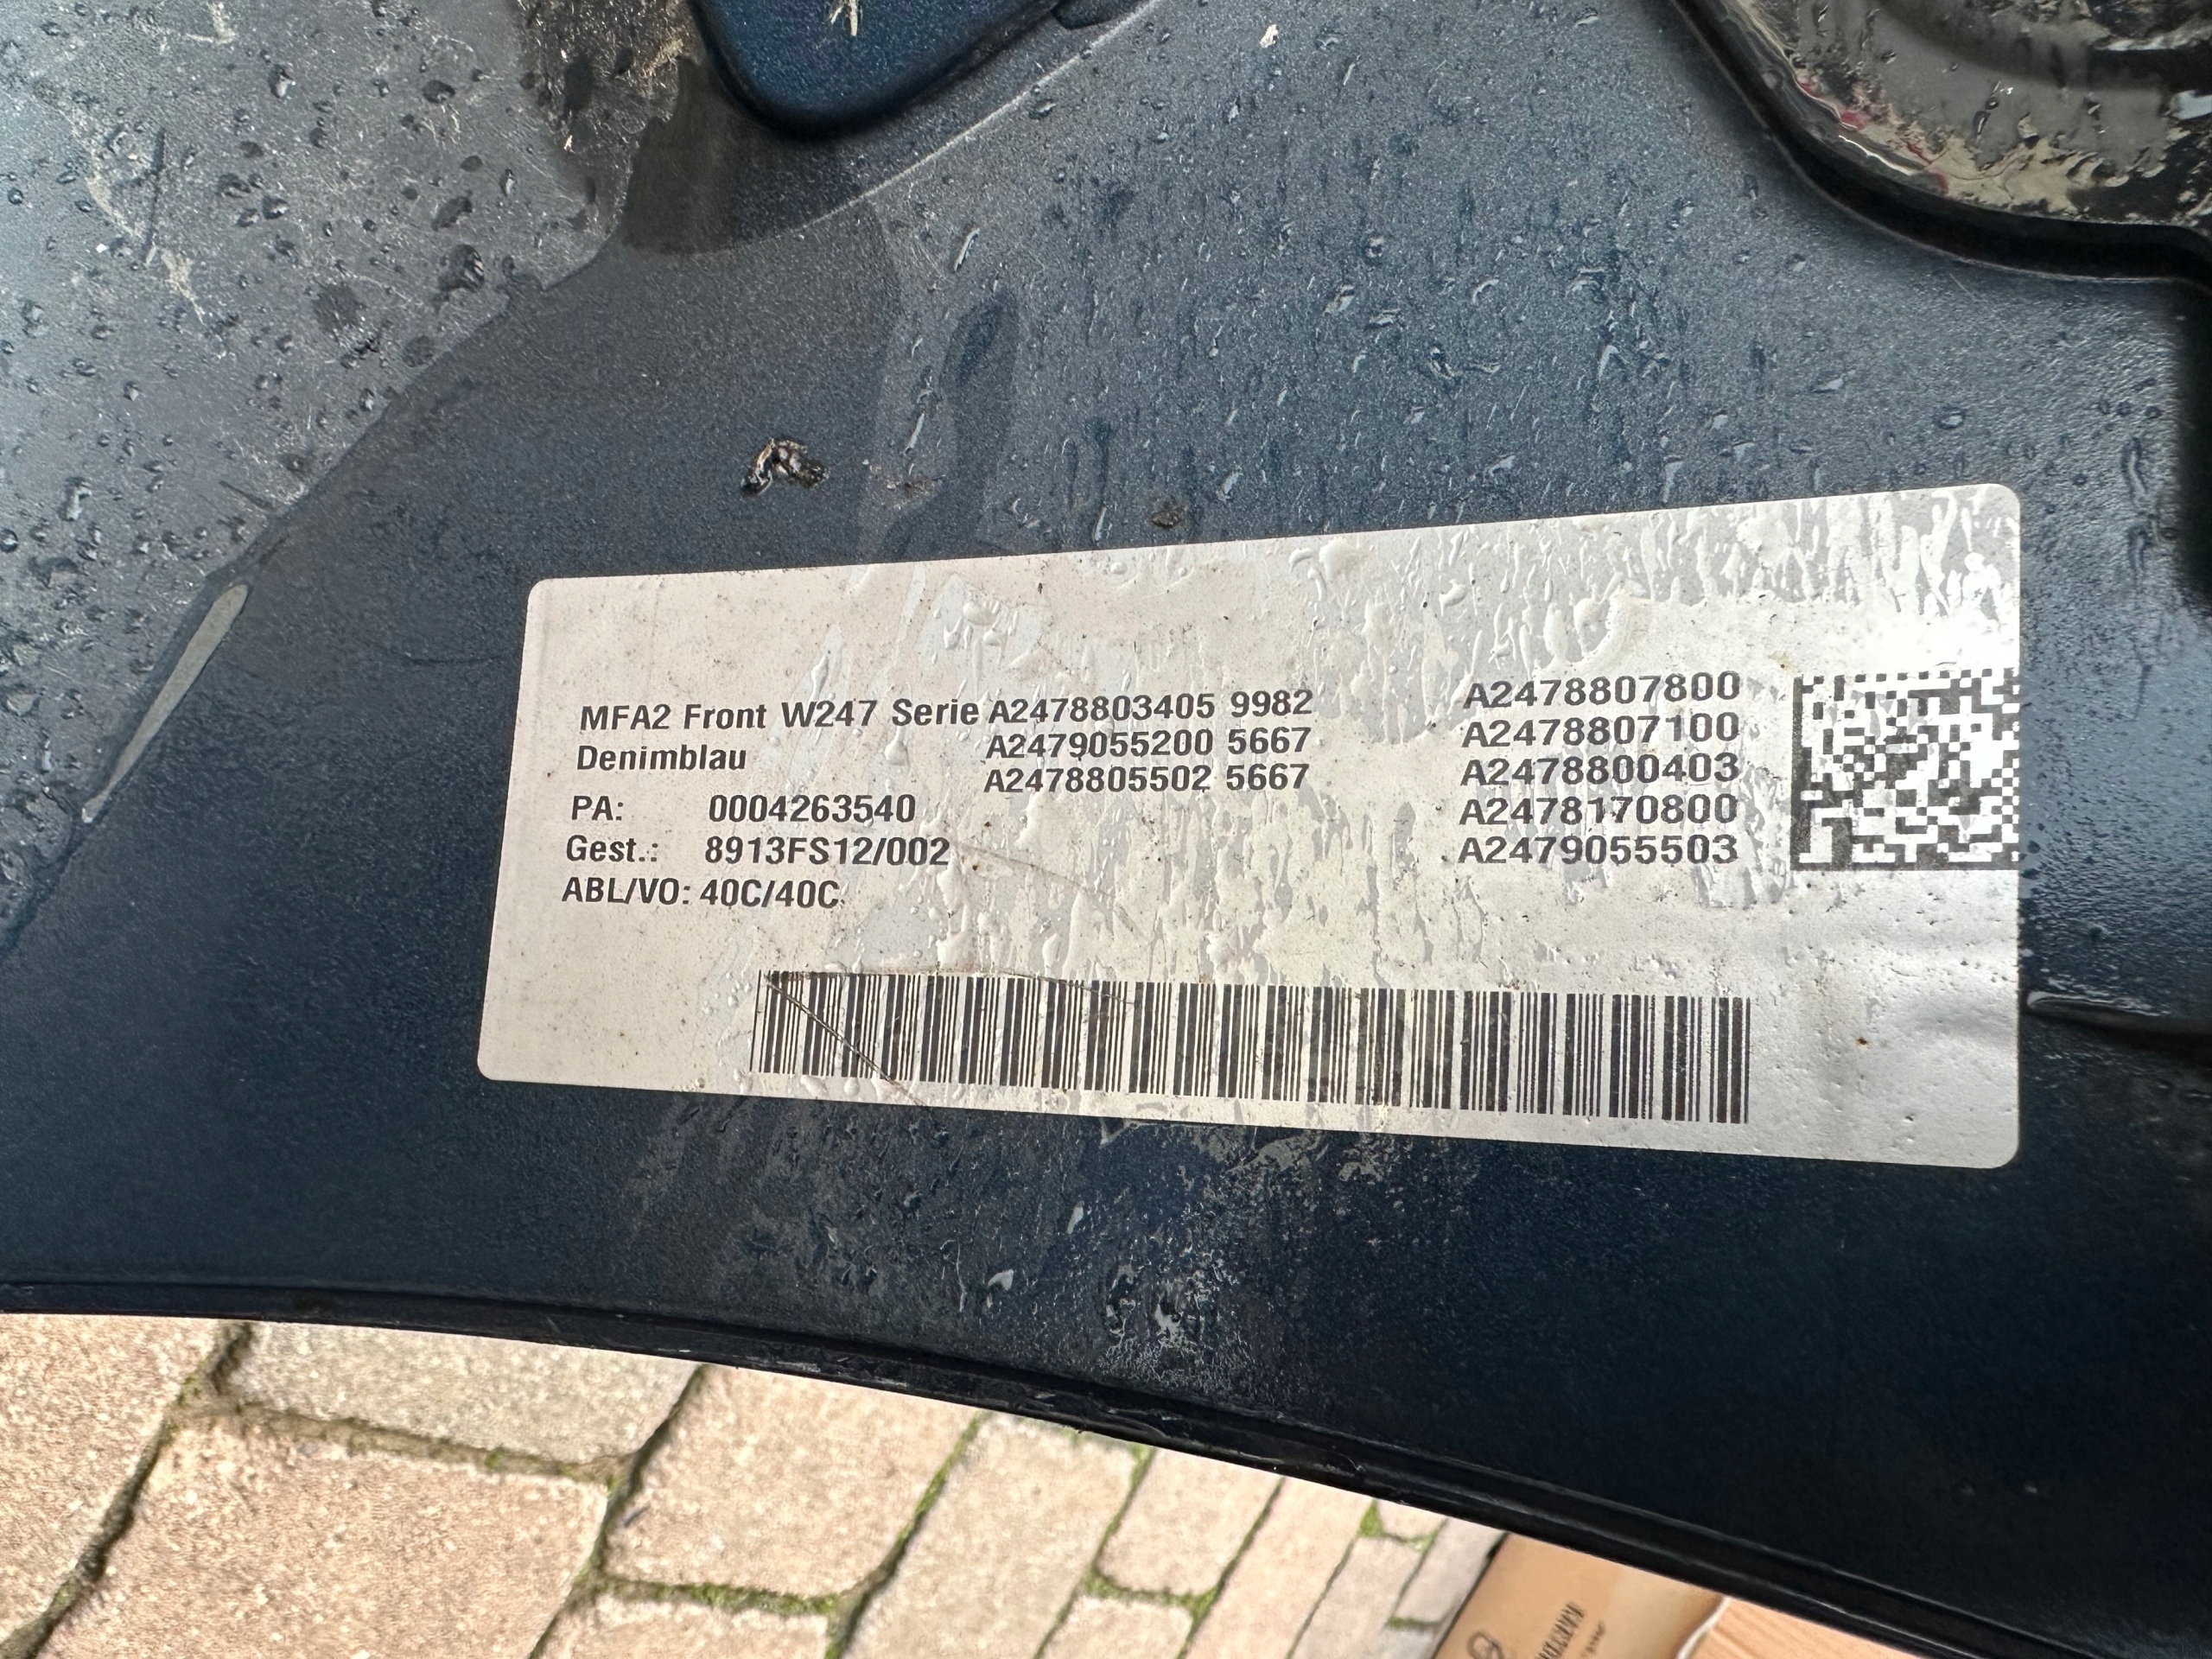 MFA2 Front W247 Serie A2478803405 9982
Denimblau A2479055200 5667
A2478805502 5667
PA: 0004263540
Gest.: 8913FS12/002
ABL/VO: 40C/40C
A2478807800
A2478807100
A2478800403
A2478170800
A2479055503